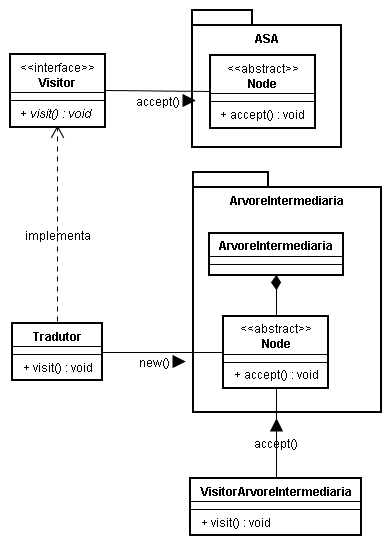 ASA
<<interface>>
Visitor
+ visit() : void
accept()
<<abstract>>
Node
+ accept() : void
implementa
ArvoreIntermediaria
ArvoreIntermediaria
Tradutor
+ visit() : void
new()
<<abstract>>
Node
+ accept() : void
accept()
VisitorArvoreIntermediaria
+ visit() : void